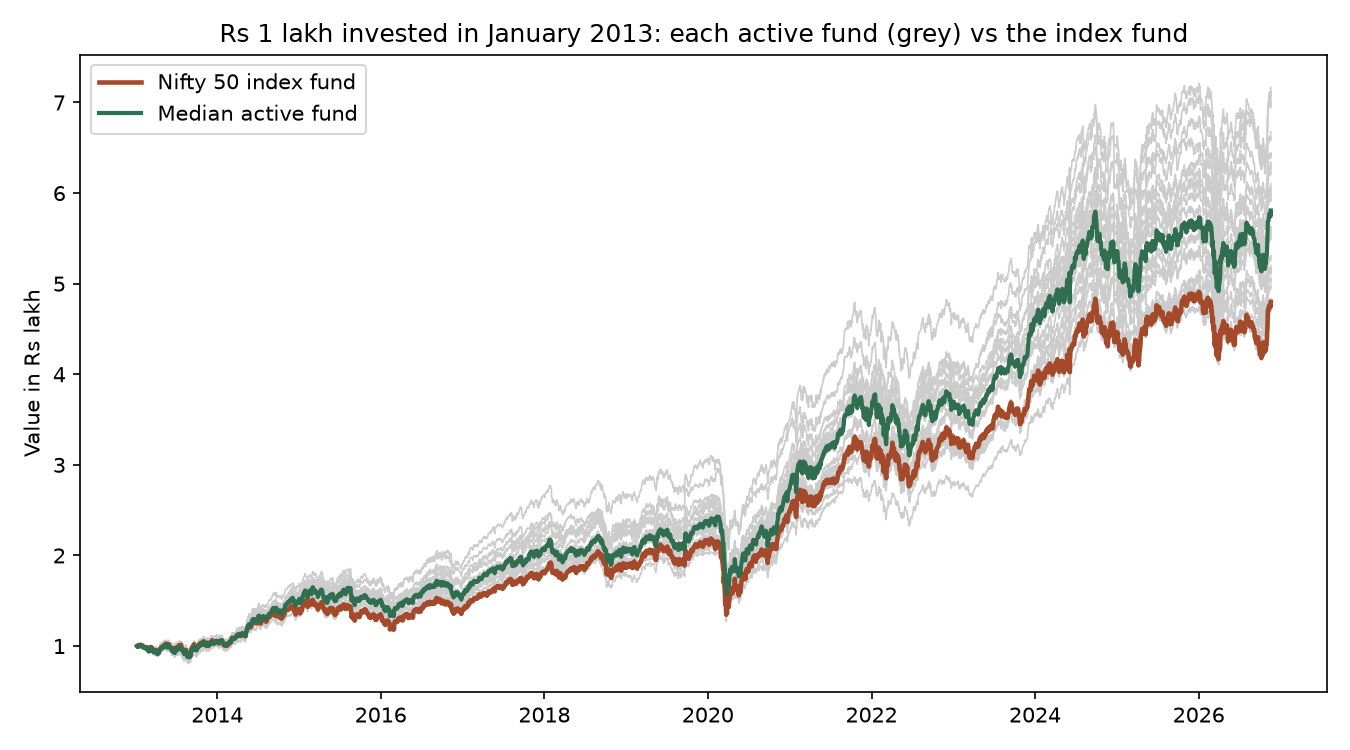 Rs 1 lakh invested in January 2013: each active fund (grey) vs the index fund
Nifty 50 index fund
Median active fund
Value in Rs lakh
7
6
5
4
3
2
1
2014 2016 2018 2020 2022 2024 2026